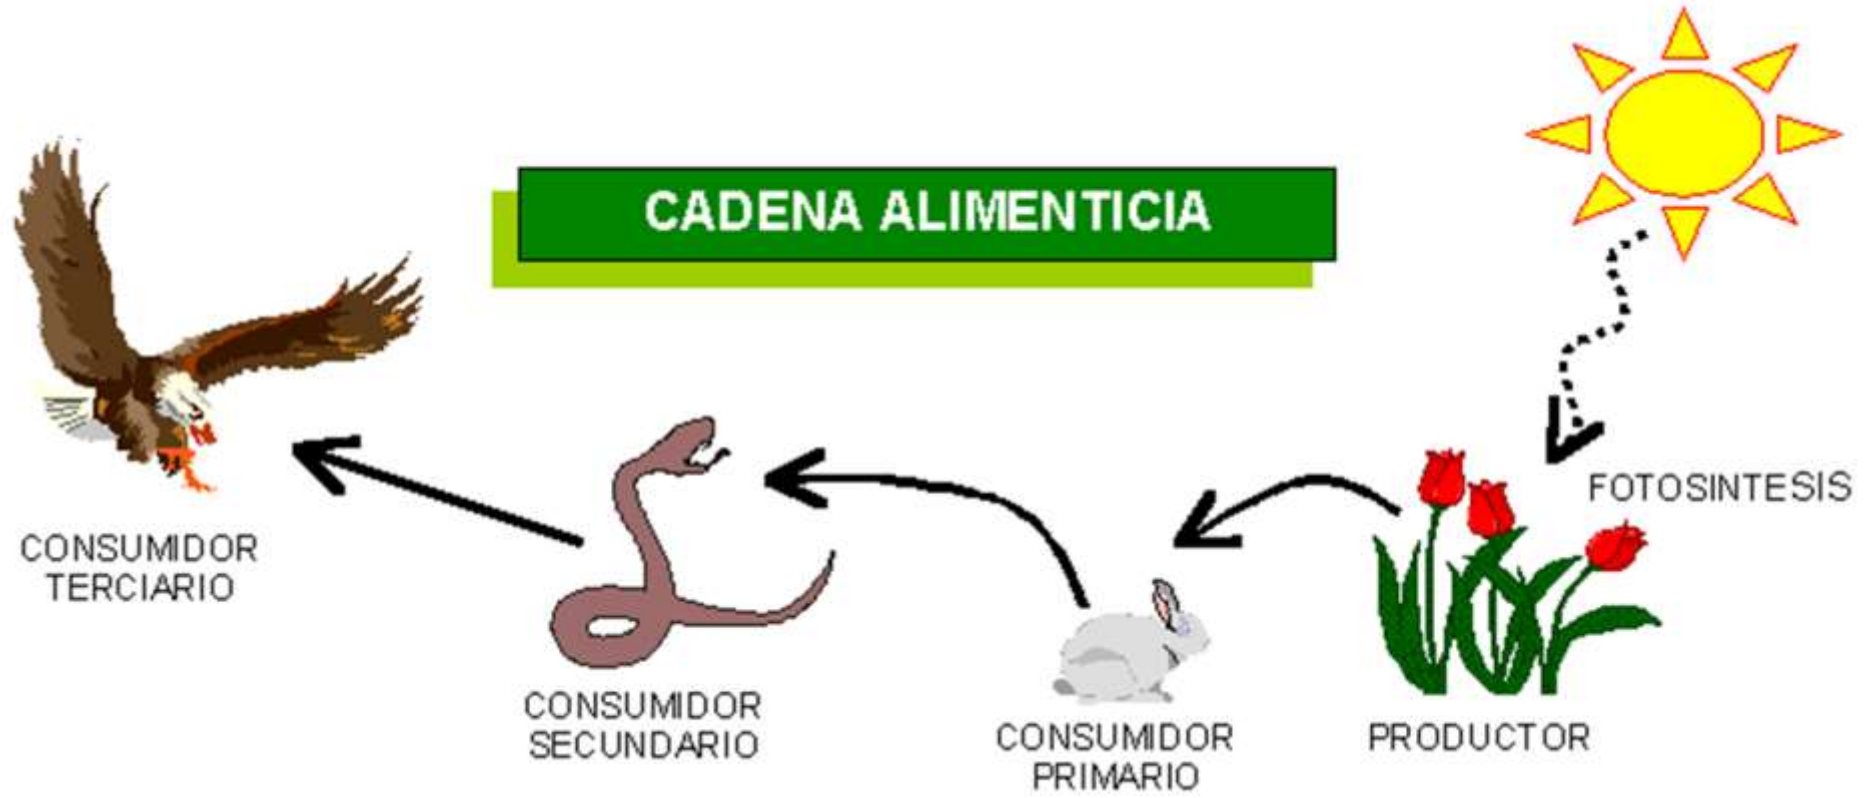 CADENA ALIMENTICIA
FOTOSINTESIS
CONSUMIDOR
TERCIARIO
CONSUMIDOR
SECUNDARIO
CONSUMIDOR
PRIMARIO
PRODUCTOR